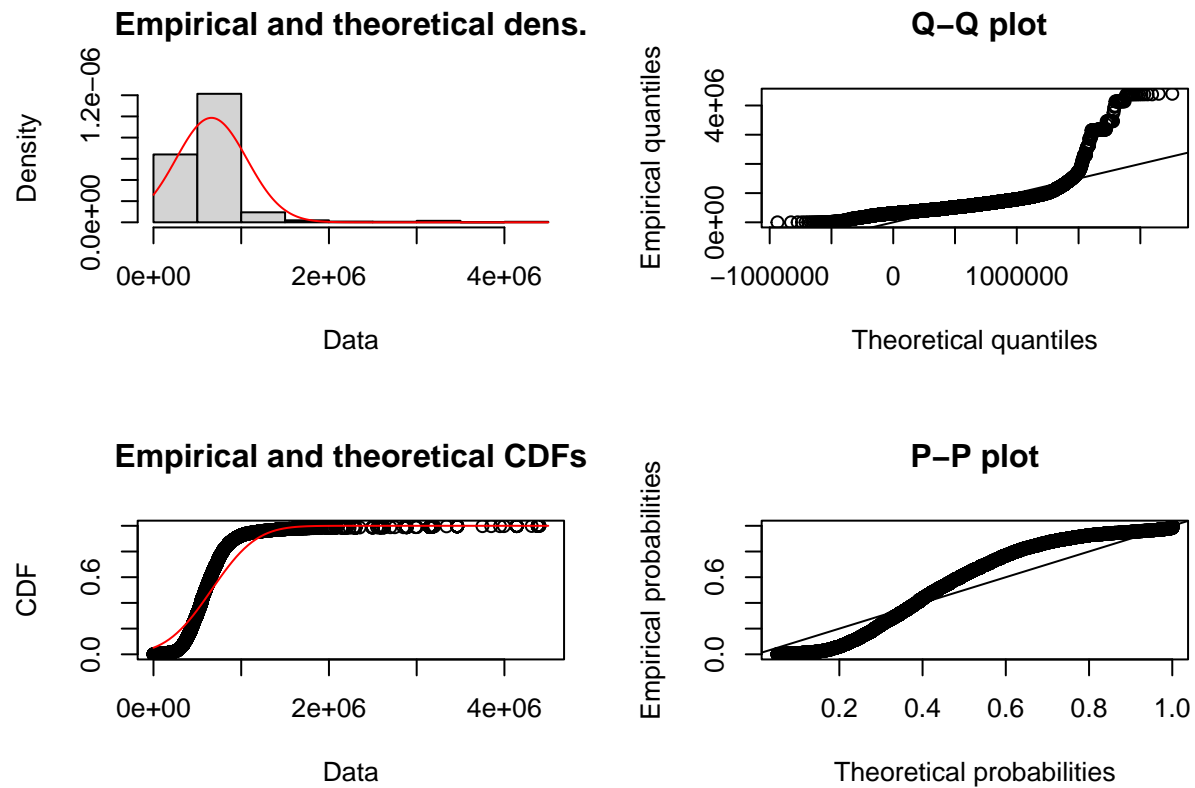 Empirical and theoretical dens.
Density
0.0e+00 1.2e−06
0e+00 2e+06 4e+06
Data
Q−Q plot
Empirical quantiles
0e+00 4e+06
−1000000 0 1000000
Theoretical quantiles
Empirical and theoretical CDFs
CDF
0.0 0.6
0e+00 2e+06 4e+06
Data
P−P plot
Empirical probabilities
0.0 0.6
0.2 0.4 0.6 0.8 1.0
Theoretical probabilities